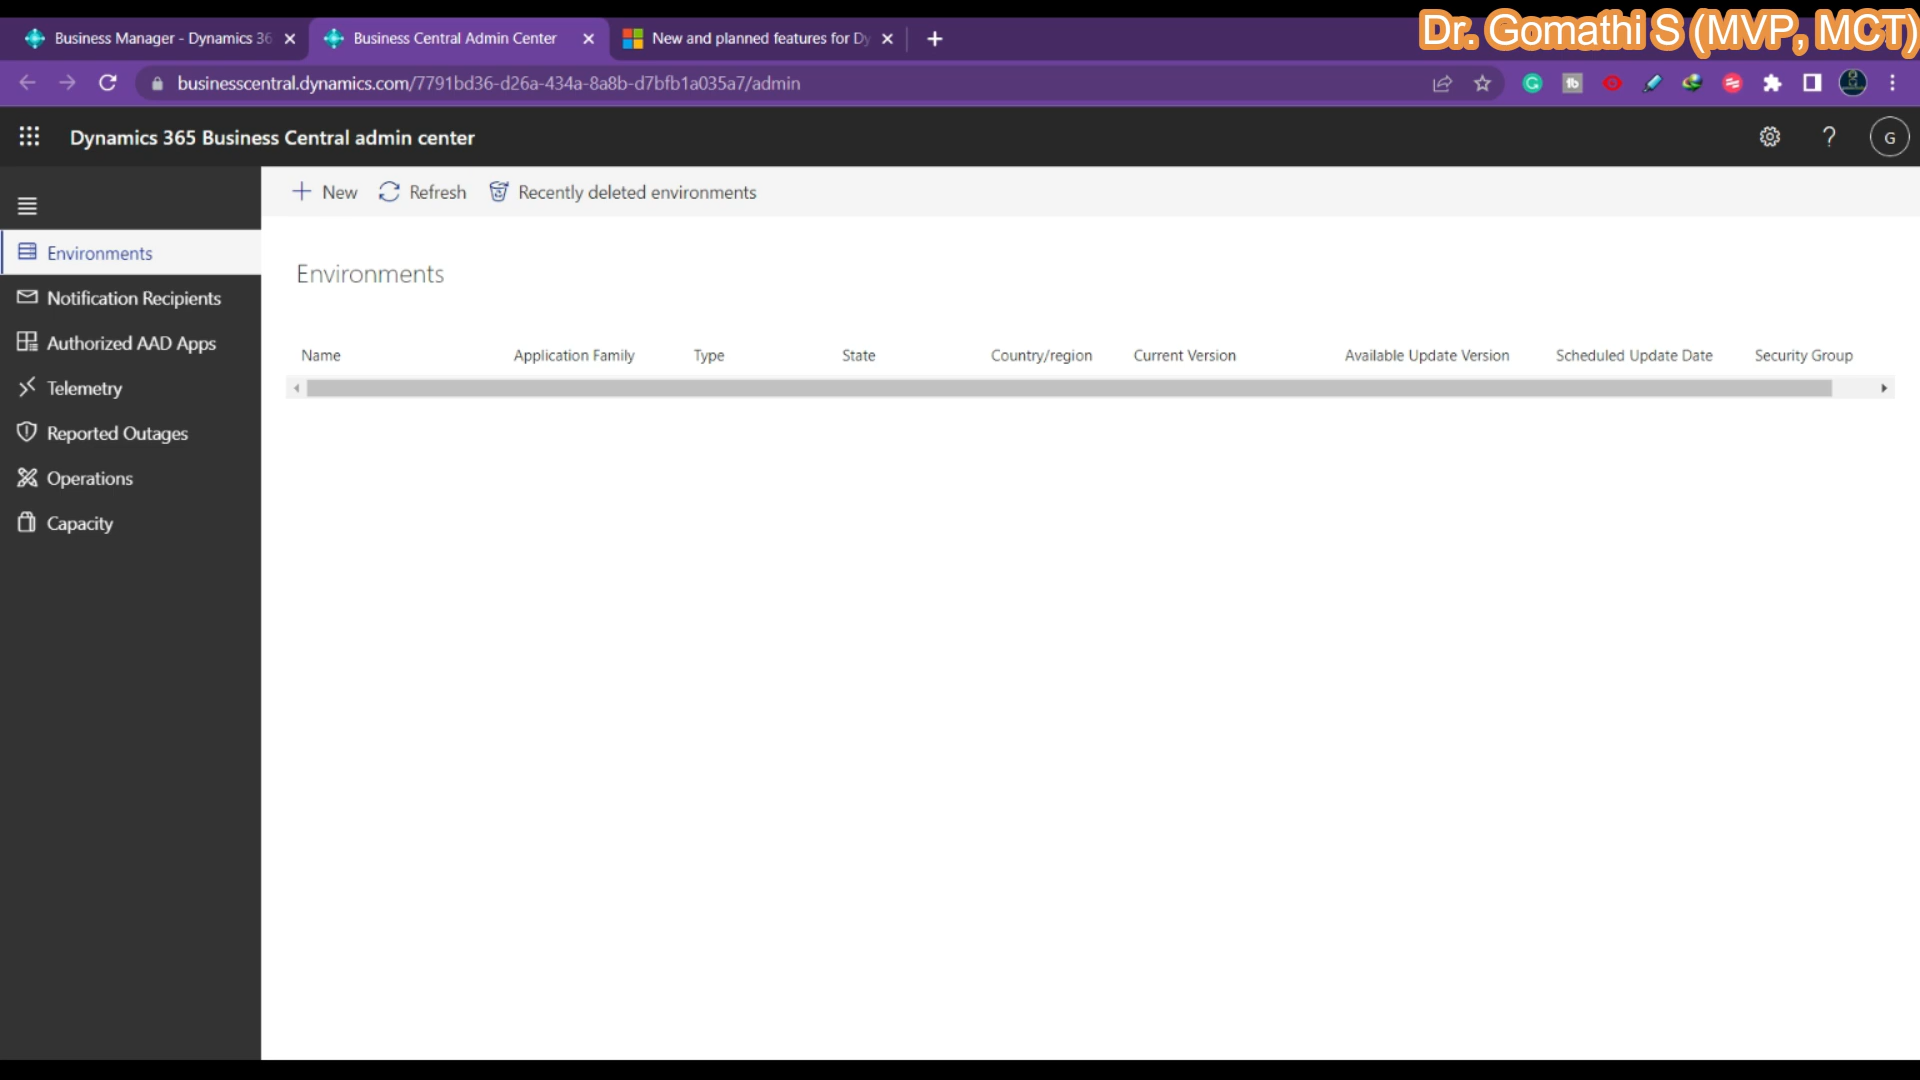 Dr. Gomathi S (MVP, MCT)
Business Manager - Dynamics 36
Business Central Admin Center
New and planned features for Dy
businesscentral.dynamics.com/7791bd36-d26a-434a-8a8b-d7bfb1a035a7/admin
Dynamics 365 Business Central admin center
G
New
Refresh
Recently deleted environments
Environments
Notification Recipients
Authorized AAD Apps
Telemetry
Reported Outages
Operations
Capacity
Environments
Name Application Family Type State Country/region Current Version Available Update Version Scheduled Update Date Security Group